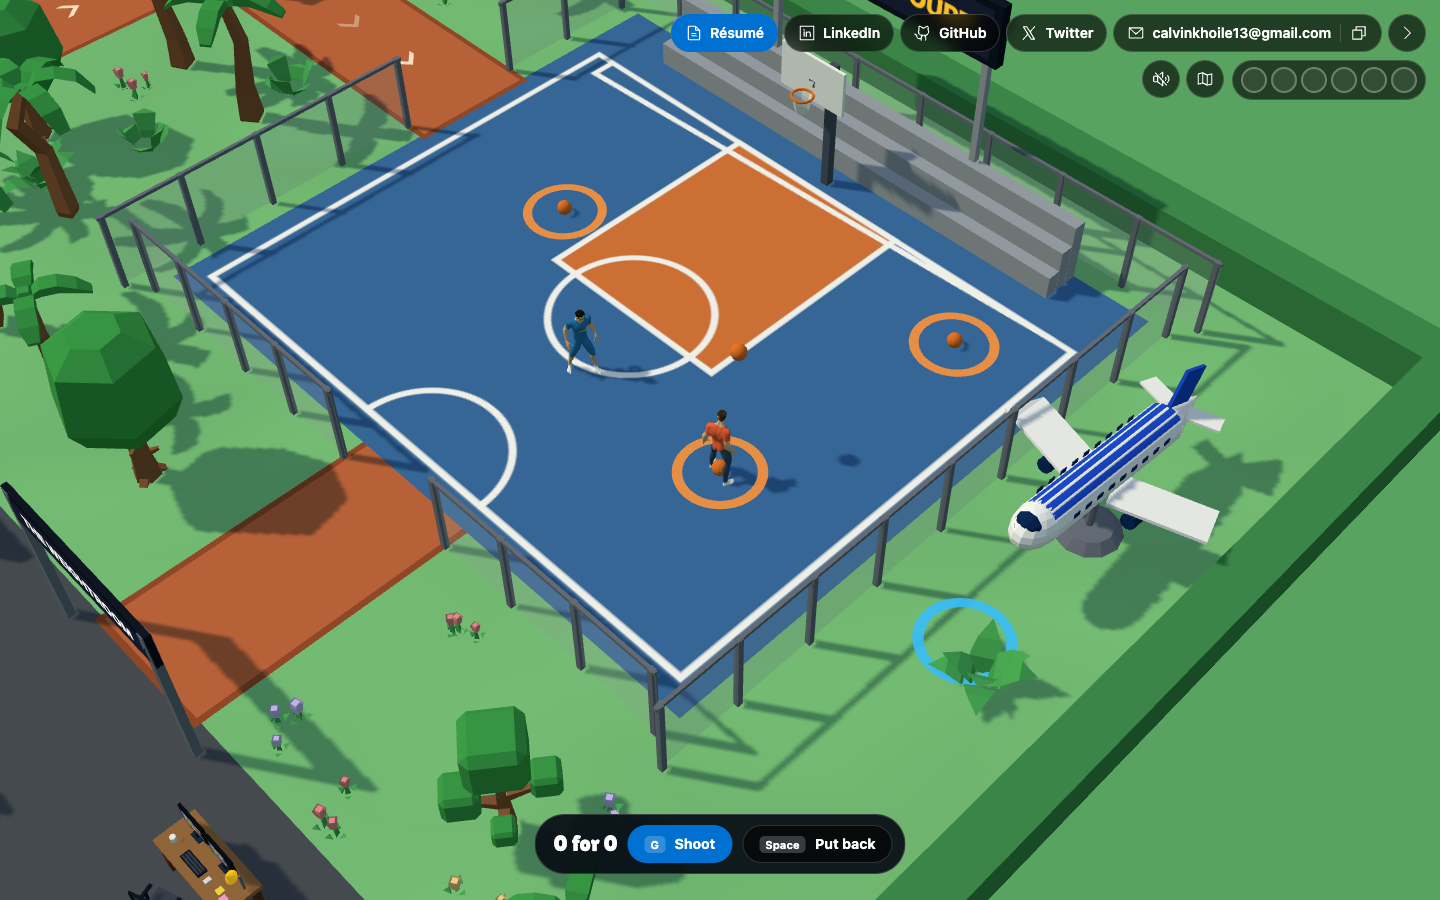 Résumé
LinkedIn
GitHub
Twitter
calvinkhoile13@gmail.com
0 for 0
G Shoot
Space Put back